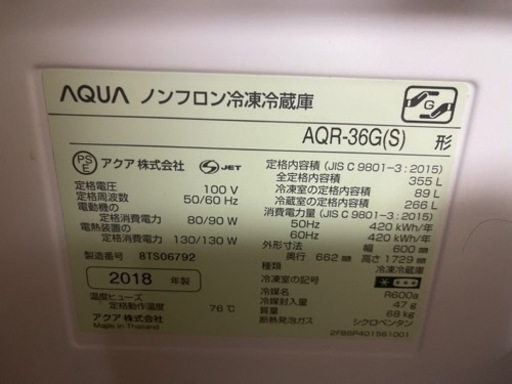 AQUA ノンフロン冷凍冷蔵庫
G
AQR-36G(S) 形
PS E アクア株式会社 S JET
定格電圧 100 V
定格周波数 50/60 Hz
電動機の
定格消費電力 80/90 W
電熱装置の
定格消費電力 130/130 W
製造番号 8TS06792
2018 年製
温度ヒューズ
定格動作温度 76℃
アクア株式会社
Made in Thailand
定格内容積 (JIS C 9801-3 : 2015)
全定格内容積 355 L
冷凍室の定格内容積 89 L
冷蔵室の定格内容積 266 L
消費電力量 (JIS C 9801-3 : 2015)
50Hz 420 kWh/年
60Hz 420 kWh/年
外形寸法 幅 600 mm
奥行 662 mm 高さ 1729 mm
種類 冷凍冷蔵庫
冷凍室の記号
冷媒名 R600a
冷媒封入量 47 g
質量 68 kg
断熱発泡ガス シクロペンタン